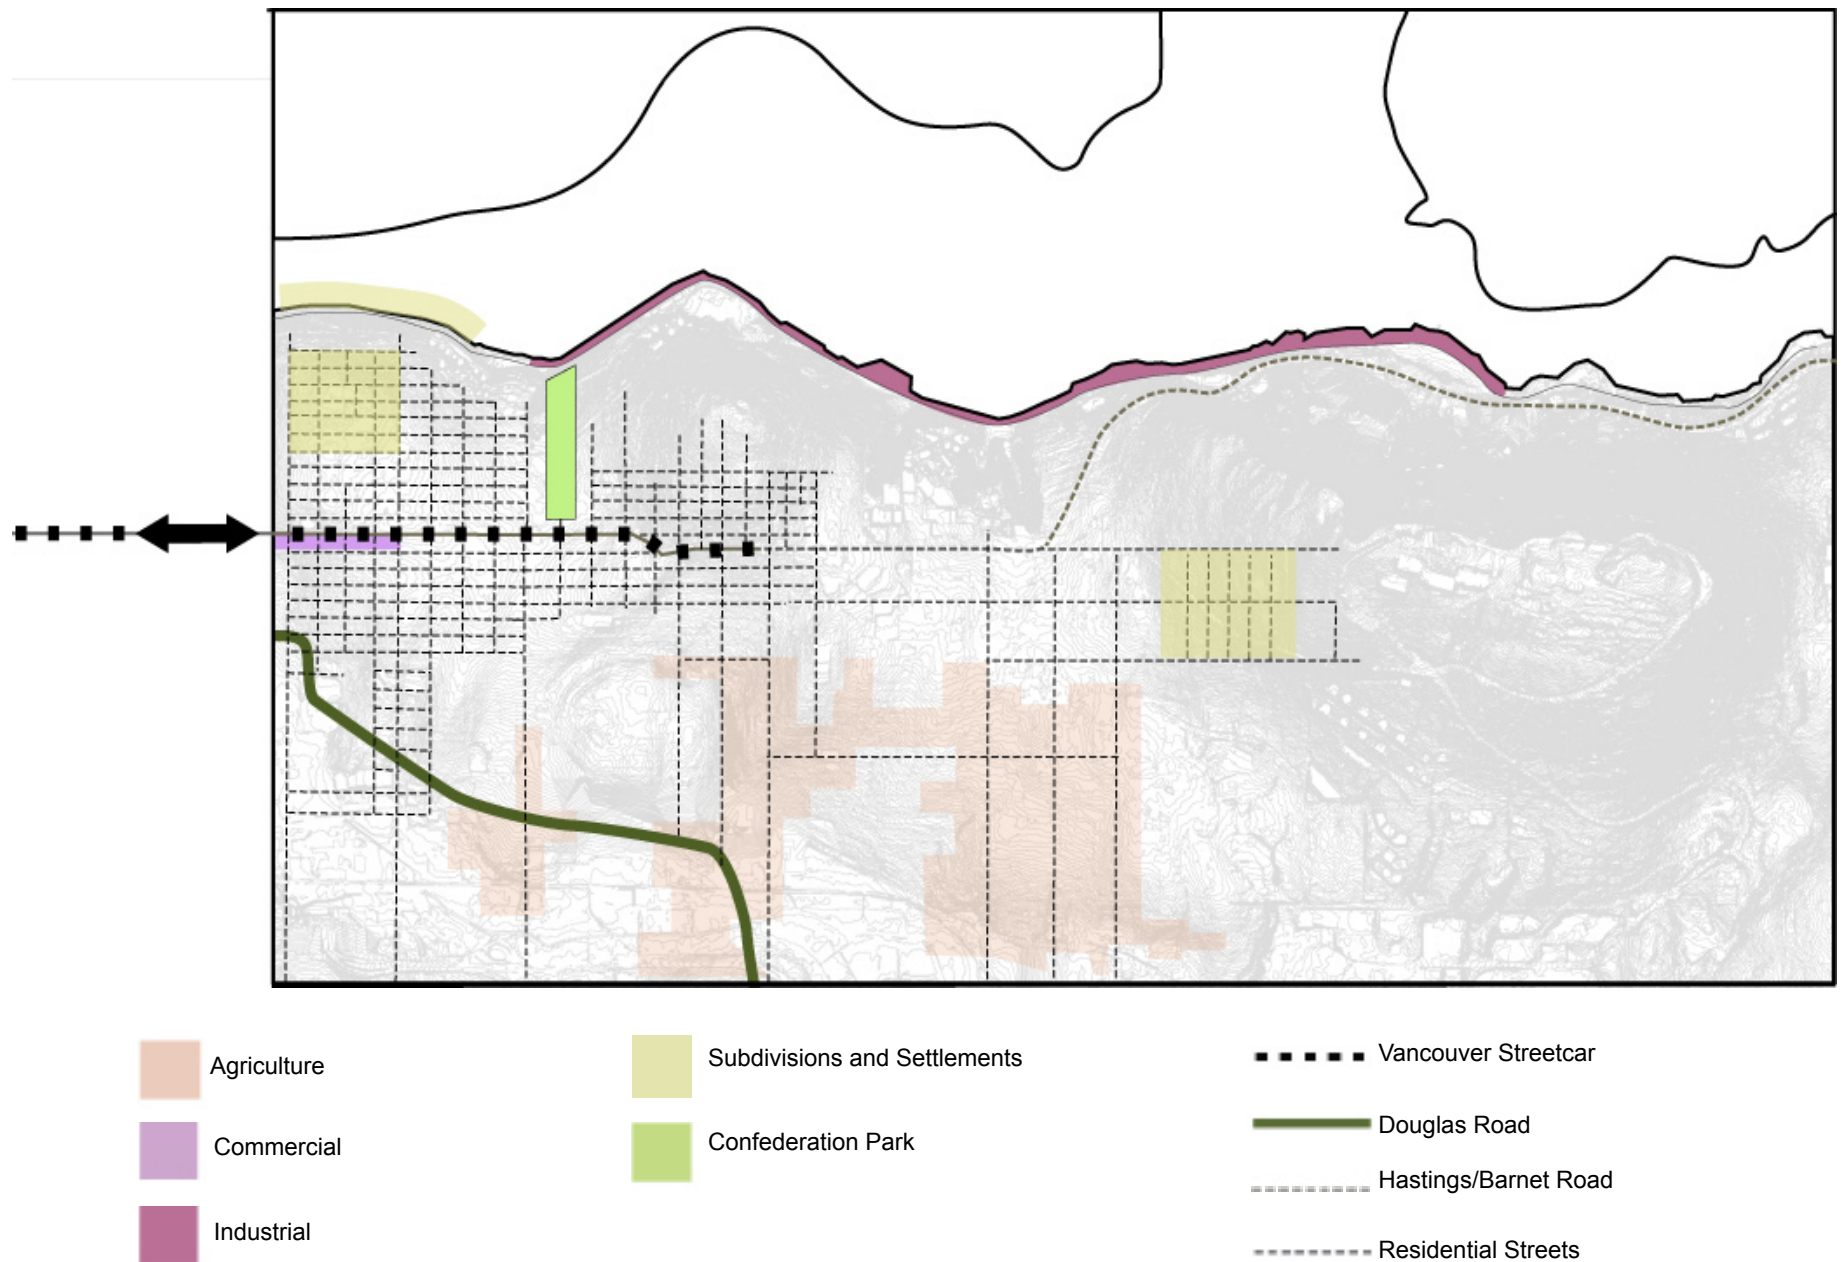 Agriculture
Commercial
Industrial
Subdivisions and Settlements
Confederation Park
Vancouver Streetcar
Douglas Road
Hastings/Barnet Road
Residential Streets